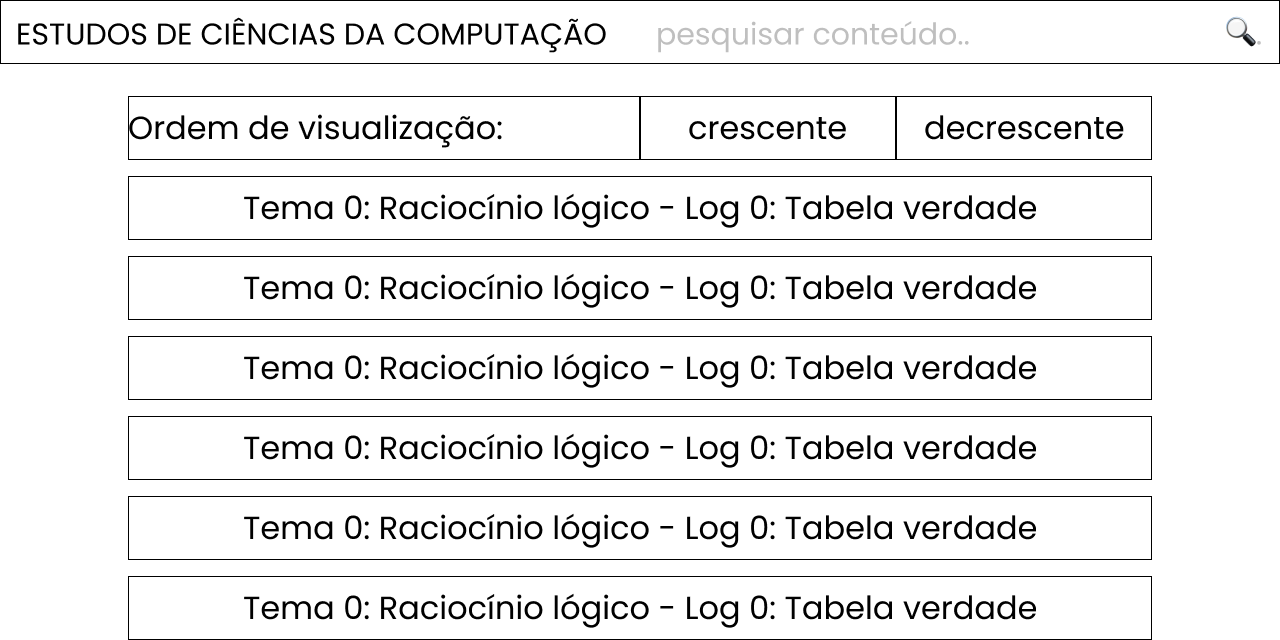 ESTUDOS DE CIÊNCIAS DA COMPUTAÇÃO pesquisar conteúdo.. .
Ordem de visualização: crescente decrescente
Tema 0: Raciocínio lógico - Log 0: Tabela verdade
Tema 0: Raciocínio lógico - Log 0: Tabela verdade
Tema 0: Raciocínio lógico - Log 0: Tabela verdade
Tema 0: Raciocínio lógico - Log 0: Tabela verdade
Tema 0: Raciocínio lógico - Log 0: Tabela verdade
Tema 0: Raciocínio lógico - Log 0: Tabela verdade